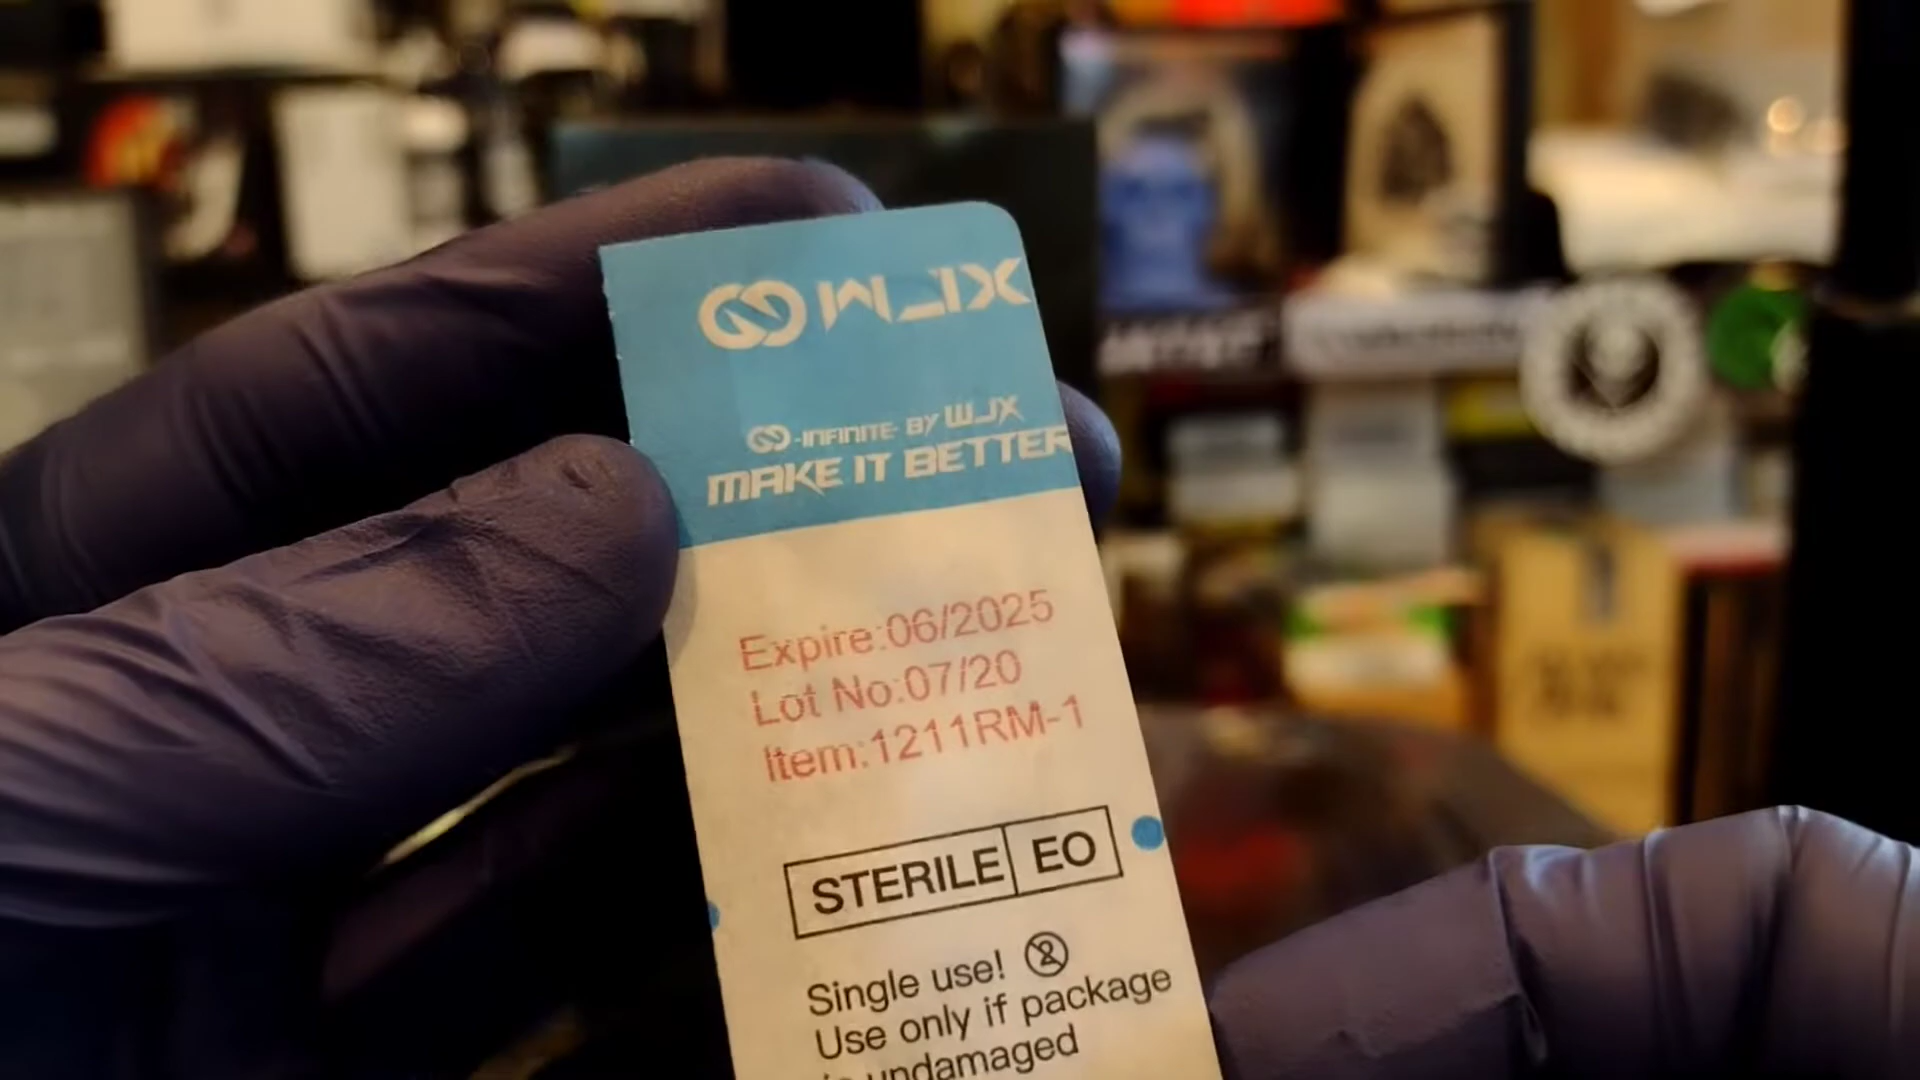 WJX
-INFINITE- BY WJX
MAKE IT BETTER
Expire:06/2025
Lot No:07/20
Item:1211RM-1
STERILE EO
Single use! 2
Use only if package
undamaged